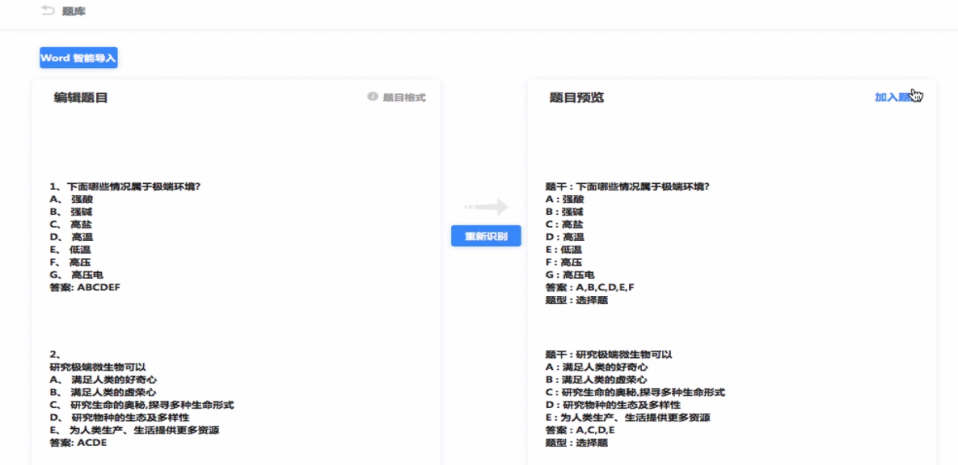 题库
Word 智能导入
编辑题目
题目格式
1、 下面哪些情况属于极端环境?
A、 强酸
B、 强碱
C、 高盐
D、 高温
E、 低温
F、 高压
G、 高压电
答案: ABCDEF
2、
研究极端微生物可以
A、 满足人类的好奇心
B、 满足人类的虚荣心
C、 研究生命的奥秘,探寻多种生命形式
D、 研究物种的生态及多样性
E、 为人类生产、生活提供更多资源
答案: ACDE
重新识别
题目预览
加入题
题干 : 下面哪些情况属于极端环境?
A : 强酸
B : 强碱
C : 高盐
D : 高温
E : 低温
F : 高压
G : 高压电
答案 : A,B,C,D,E,F
题型 : 选择题
题干 : 研究极端微生物可以
A : 满足人类的好奇心
B : 满足人类的虚荣心
C : 研究生命的奥秘,探寻多种生命形式
D : 研究物种的生态及多样性
E : 为人类生产、生活提供更多资源
答案 : A,C,D,E
题型 : 选择题